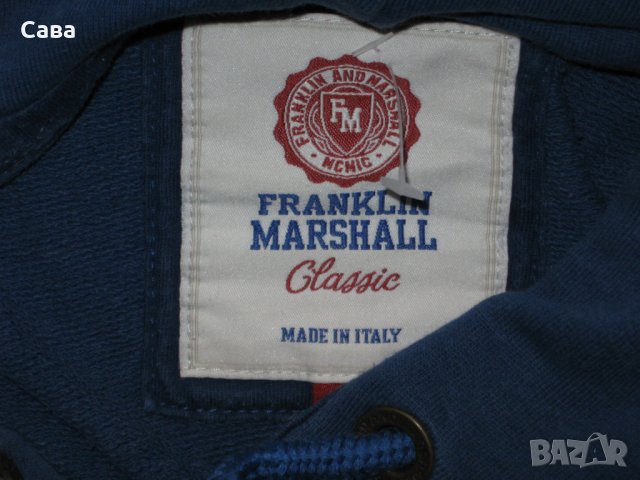 Сава
FRANKLIN AND MARSHALL
FM
MCMIC
FRANKLIN
MARSHALL
Classic
MADE IN ITALY
BAZAR